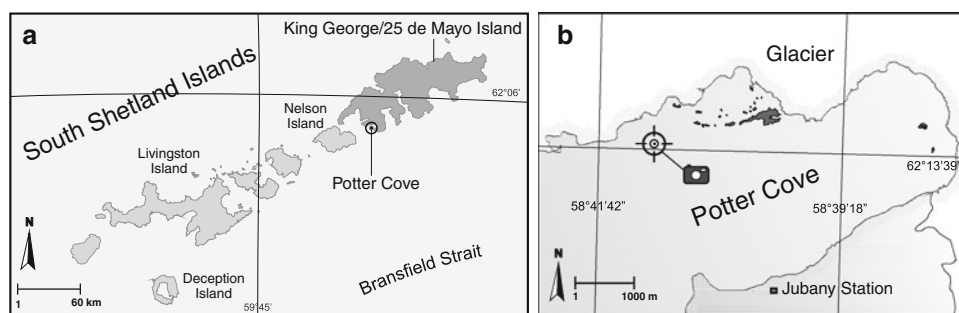 a
King George/25 de Mayo Island
South Shetland Islands
62°06'
Nelson
Island
Livingston
Island
Potter Cove
N
Deception
Island
Bransfield Strait
1
60 km
59°45'
b
Glacier
62°13'39"
58°41'42"
Potter Cove
58°39'18"
N
1
1000 m
Jubany Station